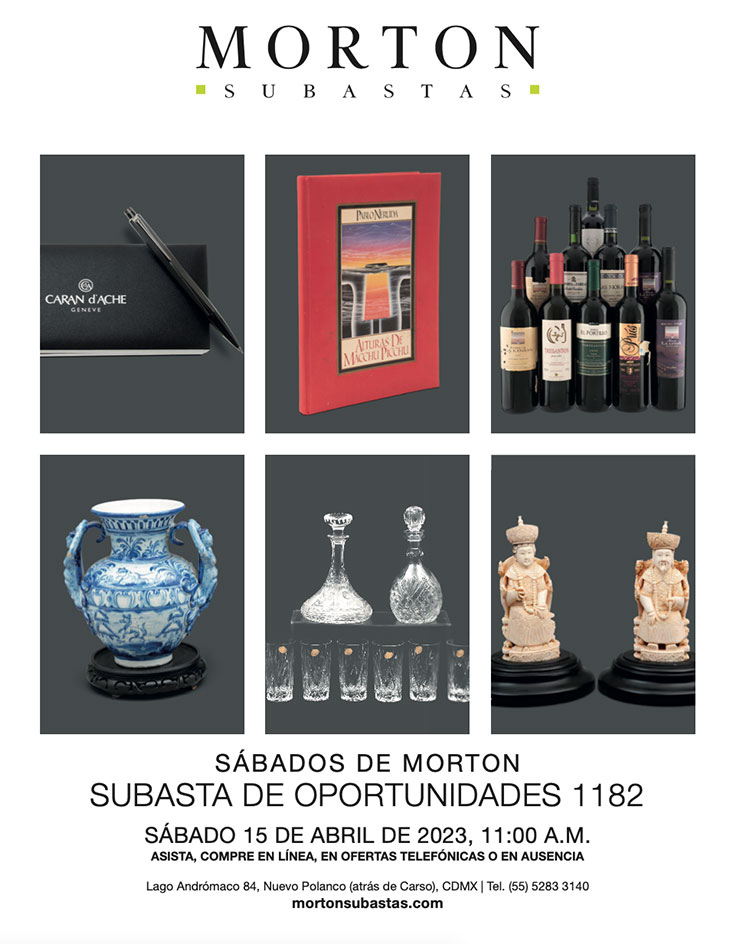 MORTON
SUBASTAS
CARAN d'ACHE
GENEVE
PABLO NERUDA
ALTURAS DE
MACCHU PICCHU
EL PORTILLO
SÁBADOS DE MORTON
SUBASTA DE OPORTUNIDADES 1182
SÁBADO 15 DE ABRIL DE 2023, 11:00 A.M.
ASISTA, COMPRE EN LÍNEA, EN OFERTAS TELEFÓNICAS O EN AUSENCIA
Lago Andrómaco 84, Nuevo Polanco (atrás de Carso), CDMX | Tel. (55) 5283 3140
mortonsubastas.com